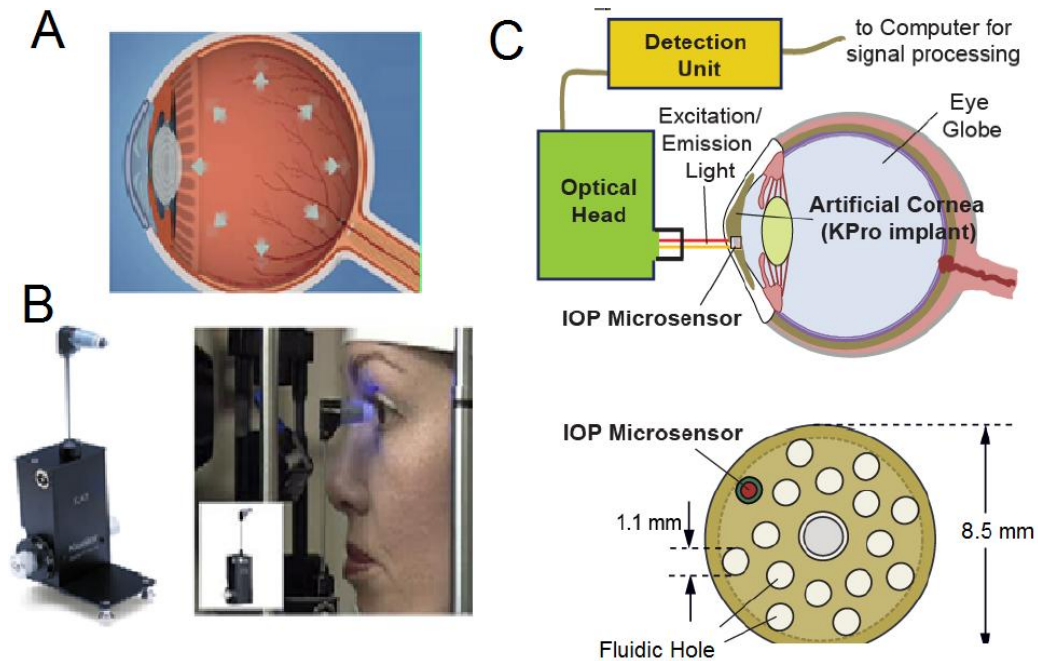 A
B
C
Detection
Unit
to Computer for
signal processing
Excitation/
Emission
Light
Eye
Globe
Optical
Head
Artificial Cornea
(KPro implant)
IOP Microsensor
IOP Microsensor
1.1 mm
8.5 mm
Fluidic Hole